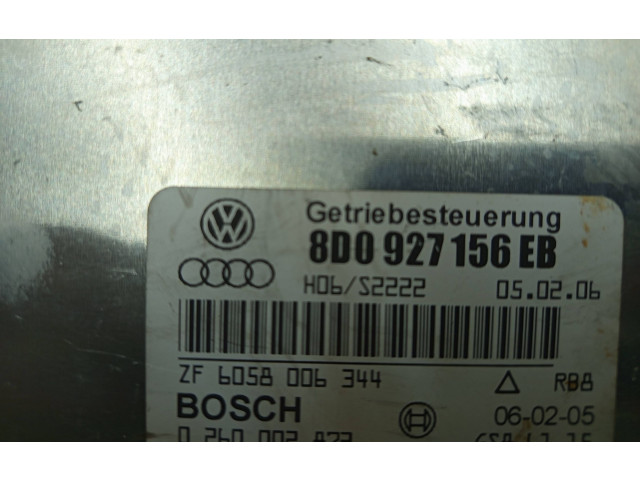 Getriebesteuerung
8D0 927 156 EB
H06/S2222 05.02.06
ZF 6058 006 344 RB8
BOSCH 06-02-05